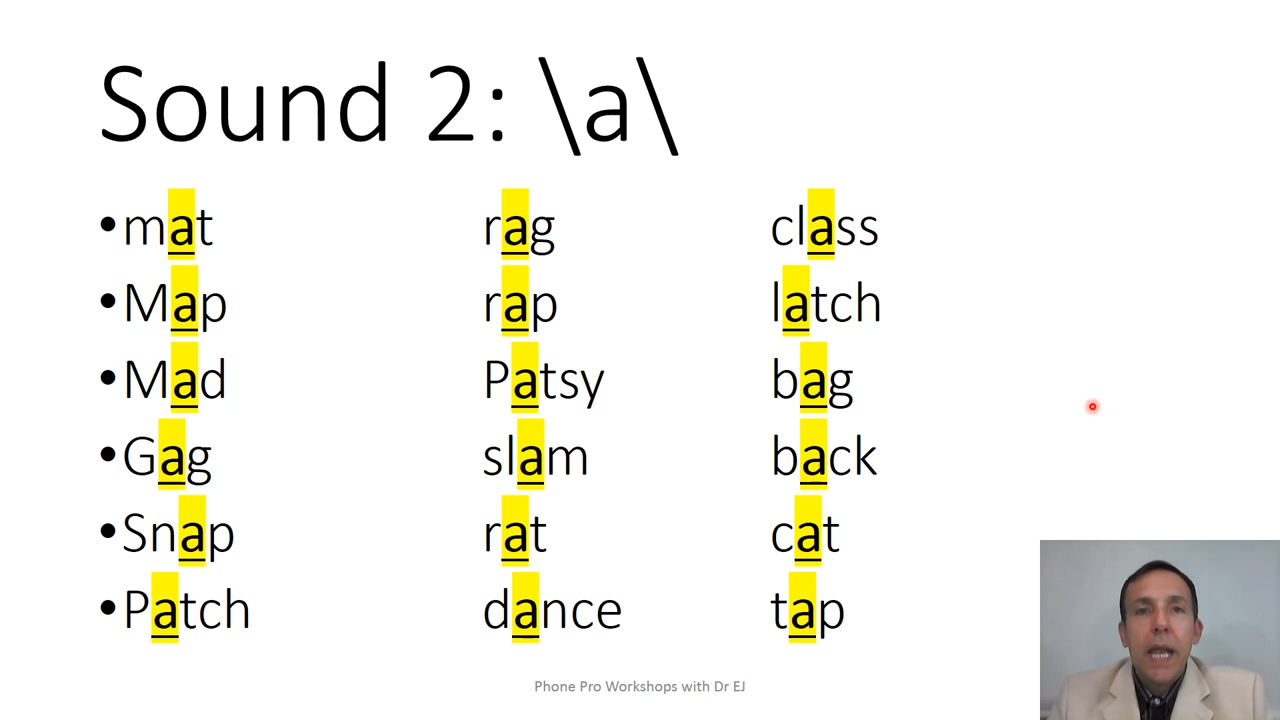 Sound 2: \a\
•mat rag class
•Map rap latch
•Mad Patsy bag
•Gag slam back
•Snap rat cat
•Patch dance tap
Phone Pro Workshops with Dr EJ